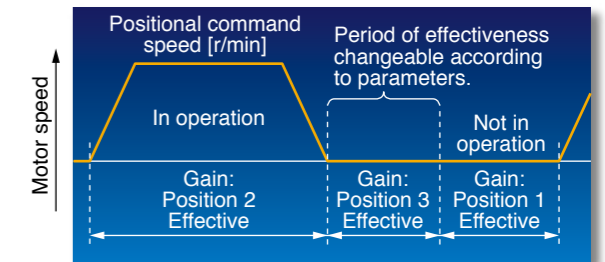 Positional command
speed [r/min]
Period of effectiveness
changeable according
to parameters.
Motor speed
In operation
Not in
operation
Gain:
Position 2
Effective
Gain:
Position 3
Effective
Gain:
Position 1
Effective